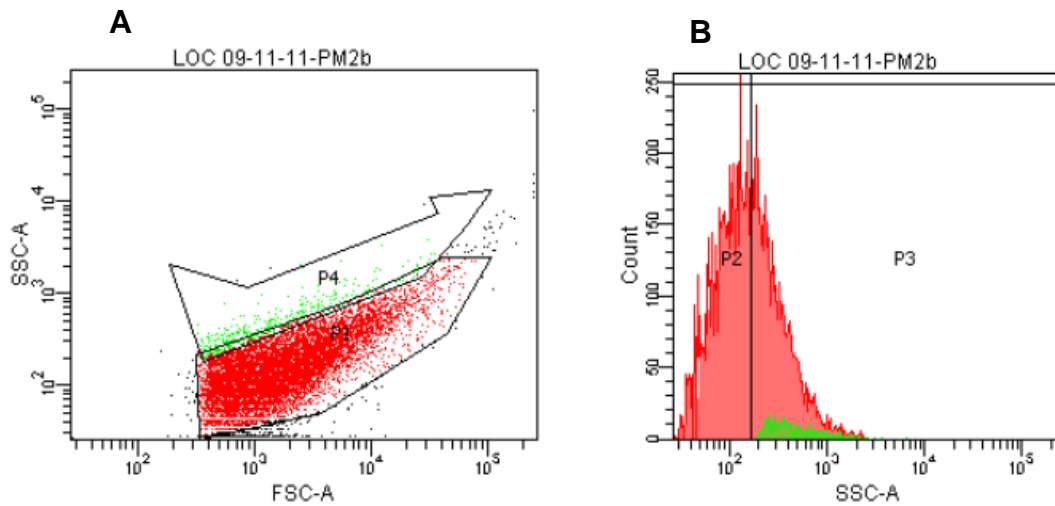 A
LOC 09-11-11-PM2b
SSC-A
10^5
10^4
10^3
10^2
P4
P1
10^2 10^3 10^4 10^5
FSC-A
B
LOC 09-11-11-PM2b
Count
250
200
150
100
50
0
P2
P3
10^2 10^3 10^4 10^5
SSC-A